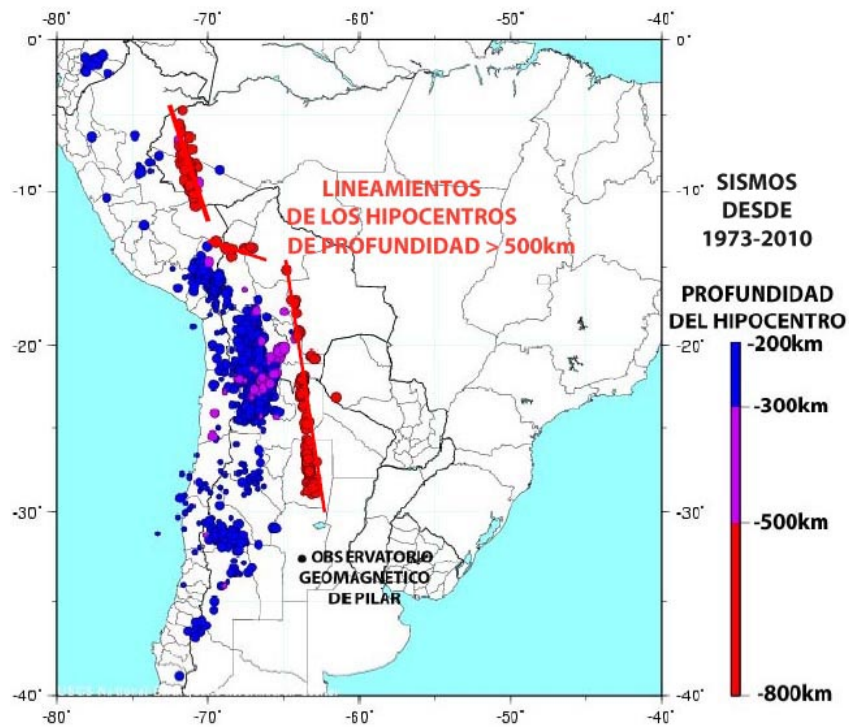 -80° -70° -60° -50° -40°
0° 0°
-10° -10°
-20° -20°
-30° -30°
-40° -40°
-80° -70° -60° -50° -40°
LINEAMIENTOS
DE LOS HIPOCENTROS
DE PROFUNDIDAD > 500km
OBSERVATORIO
GEOMAGNETICO
DE PILAR
SISMOS
DESDE
1973-2010
PROFUNDIDAD
DEL HIPOCENTRO
-200km
-300km
-500km
-800km